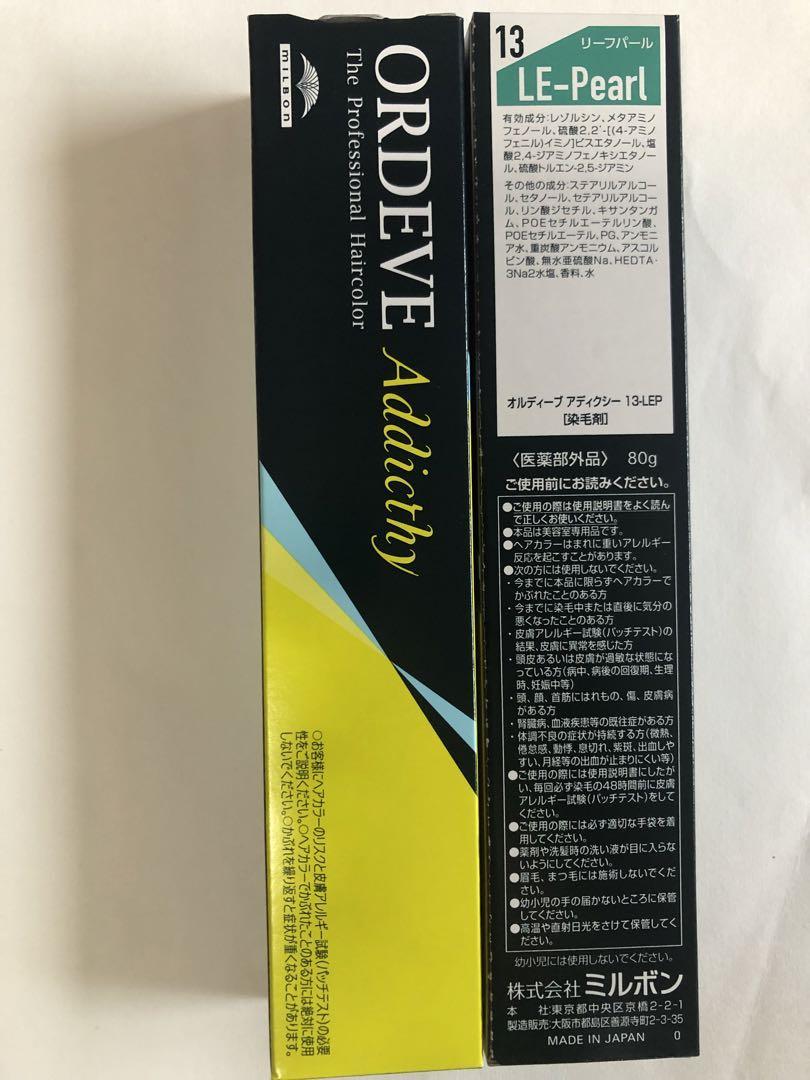 MILBON
ORDEVE Addicthy
The Professional Haircolor
○お客様にヘアカラーのリスクと皮膚アレルギー試験(パッチテスト)の必要
性をご説明ください。○ヘアカラーでかぶれたことのある方には絶対に使用
しないでください。○かぶれを繰り返すと症状が重くなることがあります。
13
リーフパール
LE-Pearl
有効成分:レゾルシン、メタアミノ
フェノール、硫酸2,2'-[(4-アミノ
フェニル)イミノ]ビスエタノール、塩
酸2,4-ジアミノフェノキシエタノー
ル、硫酸トルエン-2,5-ジアミン
その他の成分:ステアリルアルコー
ル、セタノール、セテアリルアルコー
ル、リン酸ジセチル、キサンタンガ
ム、POEセチルエーテルリン酸、
POEセチルエーテル、PG、アンモニ
ア水、重炭酸アンモニウム、アスコル
ビン酸、無水亜硫酸Na、HEDTA・
3Na2水塩、香料、水
オルディーブ アディクシー 13-LEP
[染毛剤]
〈医薬部外品〉 80g
ご使用前にお読みください。
●ご使用の際は使用説明書をよく読ん
で正しくお使いください。
●本品は美容室専用品です。
●ヘアカラーはまれに重いアレルギー
反応を起こすことがあります。
●次の方には使用しないでください。
・今までに本品に限らずヘアカラーで
かぶれたことのある方
・今までに染毛中または直後に気分の
悪くなったことのある方
・皮膚アレルギー試験(パッチテスト)の
結果、皮膚に異常を感じた方
・頭皮あるいは皮膚が過敏な状態にな
っている方(病中、病後の回復期、生理
時、妊娠中等)
・頭、顔、首筋にはれもの、傷、皮膚病
がある方
・腎臓病、血液疾患等の既往症がある方
・体調不良の症状が持続する方(微熱、
倦怠感、動悸、息切れ、紫斑、出血しや
すい、月経等の出血が止まりにくい等)
●ご使用の際には使用説明書にしたが
い、毎回必ず染毛の48時間前に皮膚
アレルギー試験(パッチテスト)をして
ください。
●ご使用の際には必ず適切な手袋を着
用してください。
●薬剤や洗髪時の洗い液が目に入らな
いようにしてください。
●眉毛、まつ毛には施術しないでくだ
さい。
●幼小児の手の届かないところに保管
してください。
●高温や直射日光をさけて保管してく
ださい。
幼小児には使用しないでください。
株式会社 ミルボン
本 社:東京都中央区京橋2-2-1
製造販売:大阪市都島区善源寺町2-3-35
MADE IN JAPAN 0